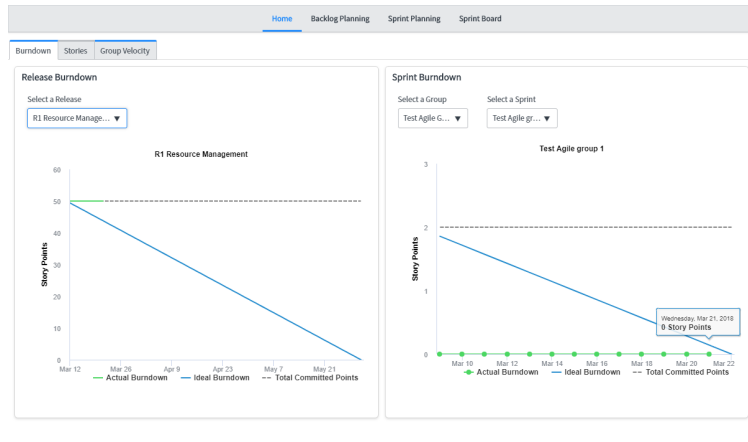 Home Backlog Planning Sprint Planning Sprint Board
Burndown Stories Group Velocity
Release Burndown
Select a Release
R1 Resource Manage... ▼
R1 Resource Management
60
50
40
30
20
10
0
Story Points
Mar 12 Mar 26 Apr 9 Apr 23 May 7 May 21
Actual Burndown Ideal Burndown Total Committed Points
Sprint Burndown
Select a Group Select a Sprint
Test Agile G... ▼ Test Agile gr... ▼
Test Agile group 1
3
2
1
0
Story Points
Wednesday, Mar 21, 2018
0 Story Points
Mar 10 Mar 12 Mar 14 Mar 16 Mar 18 Mar 20 Mar 22
Actual Burndown Ideal Burndown Total Committed Points